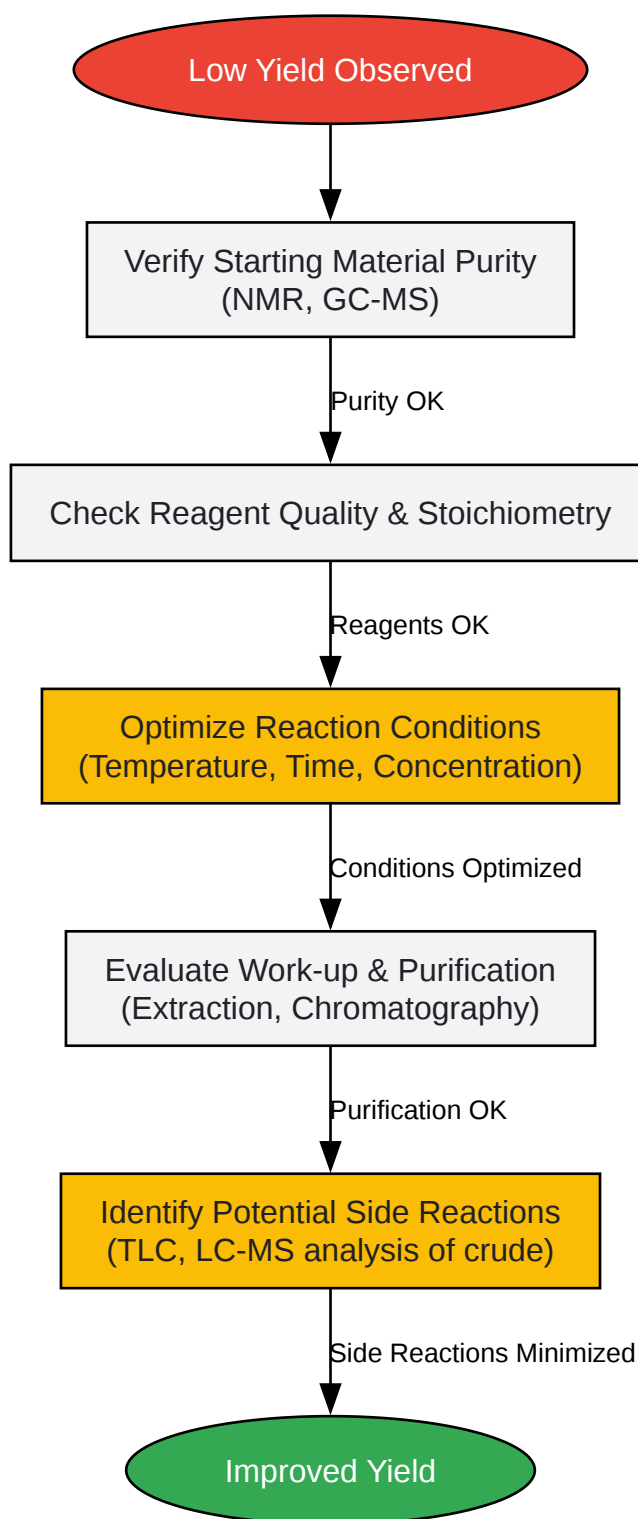 Low Yield Observed
Verify Starting Material Purity
(NMR, GC-MS)
Purity OK
Check Reagent Quality & Stoichiometry
Reagents OK
Optimize Reaction Conditions
(Temperature, Time, Concentration)
Conditions Optimized
Evaluate Work-up & Purification
(Extraction, Chromatography)
Purification OK
Identify Potential Side Reactions
(TLC, LC-MS analysis of crude)
Side Reactions Minimized
Improved Yield